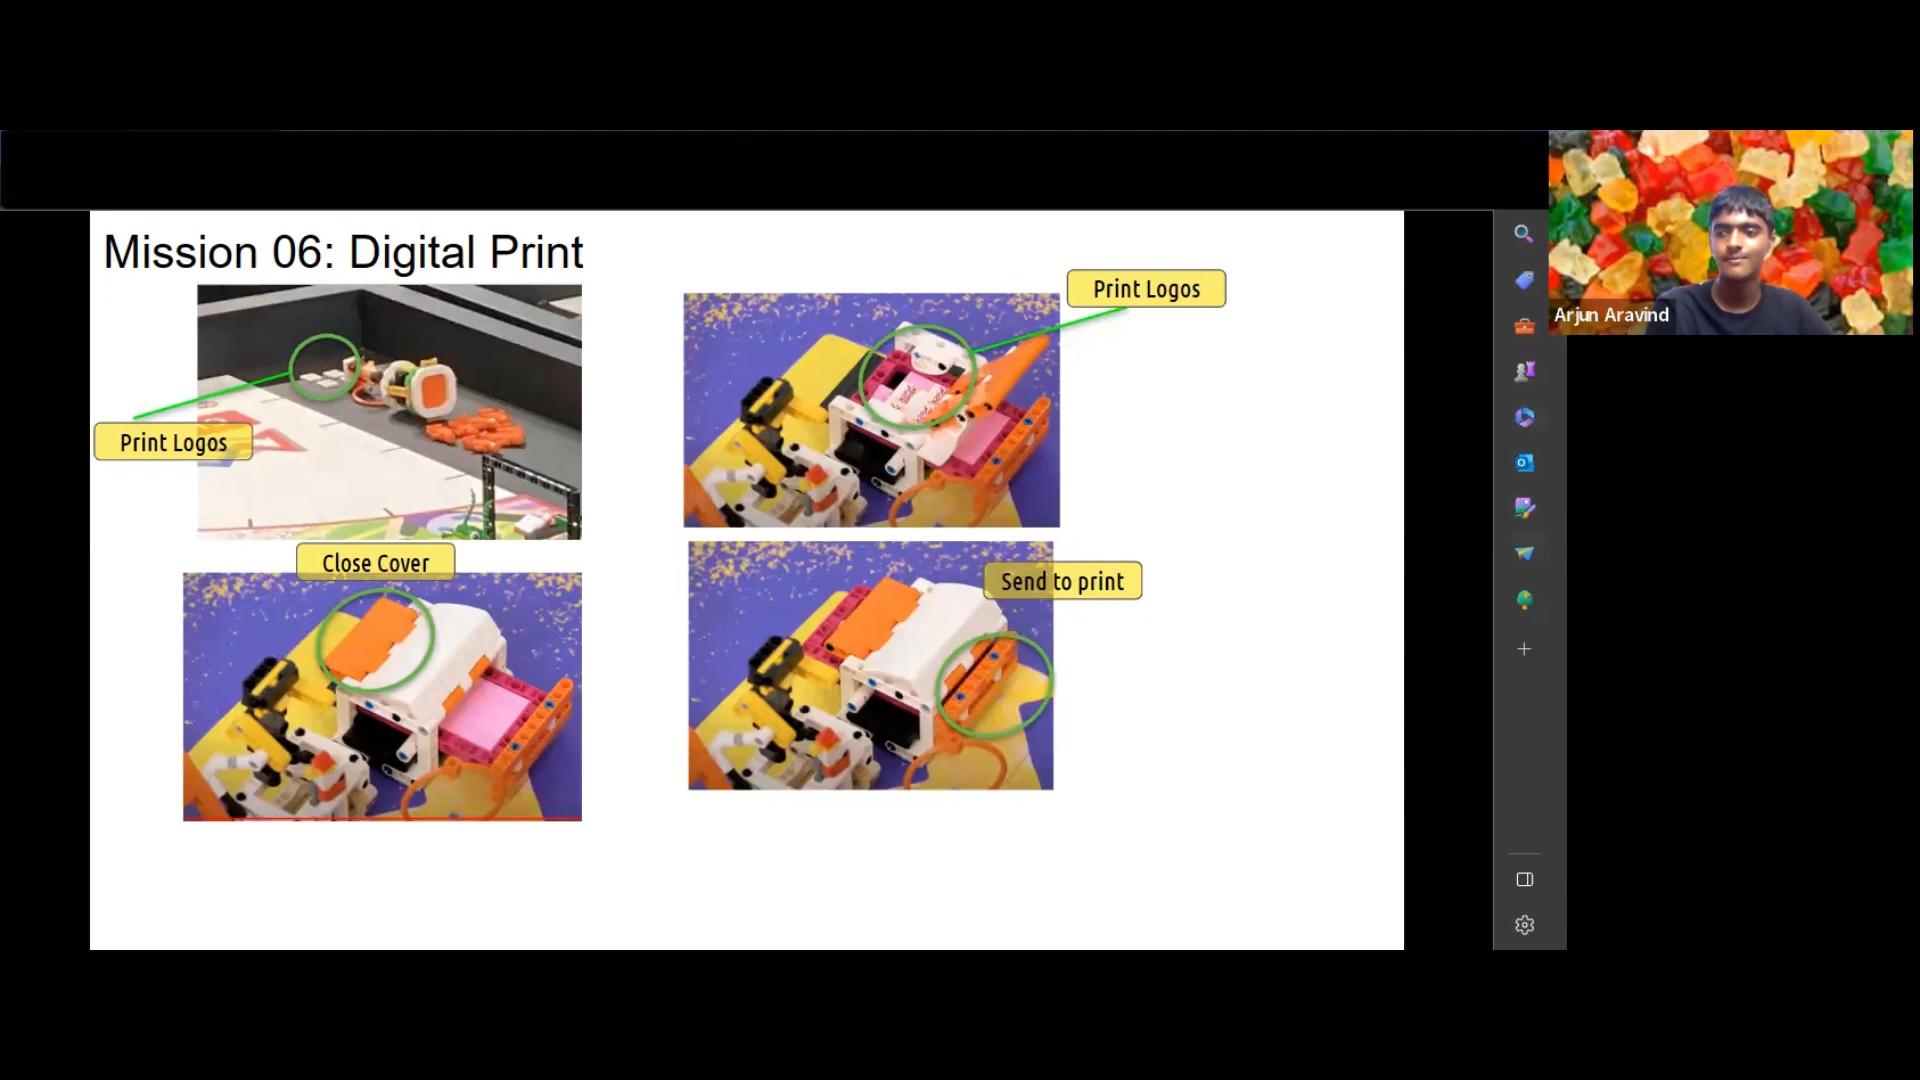 Mission 06: Digital Print
Print Logos
Print Logos
Close Cover
Send to print
Arjun Aravind